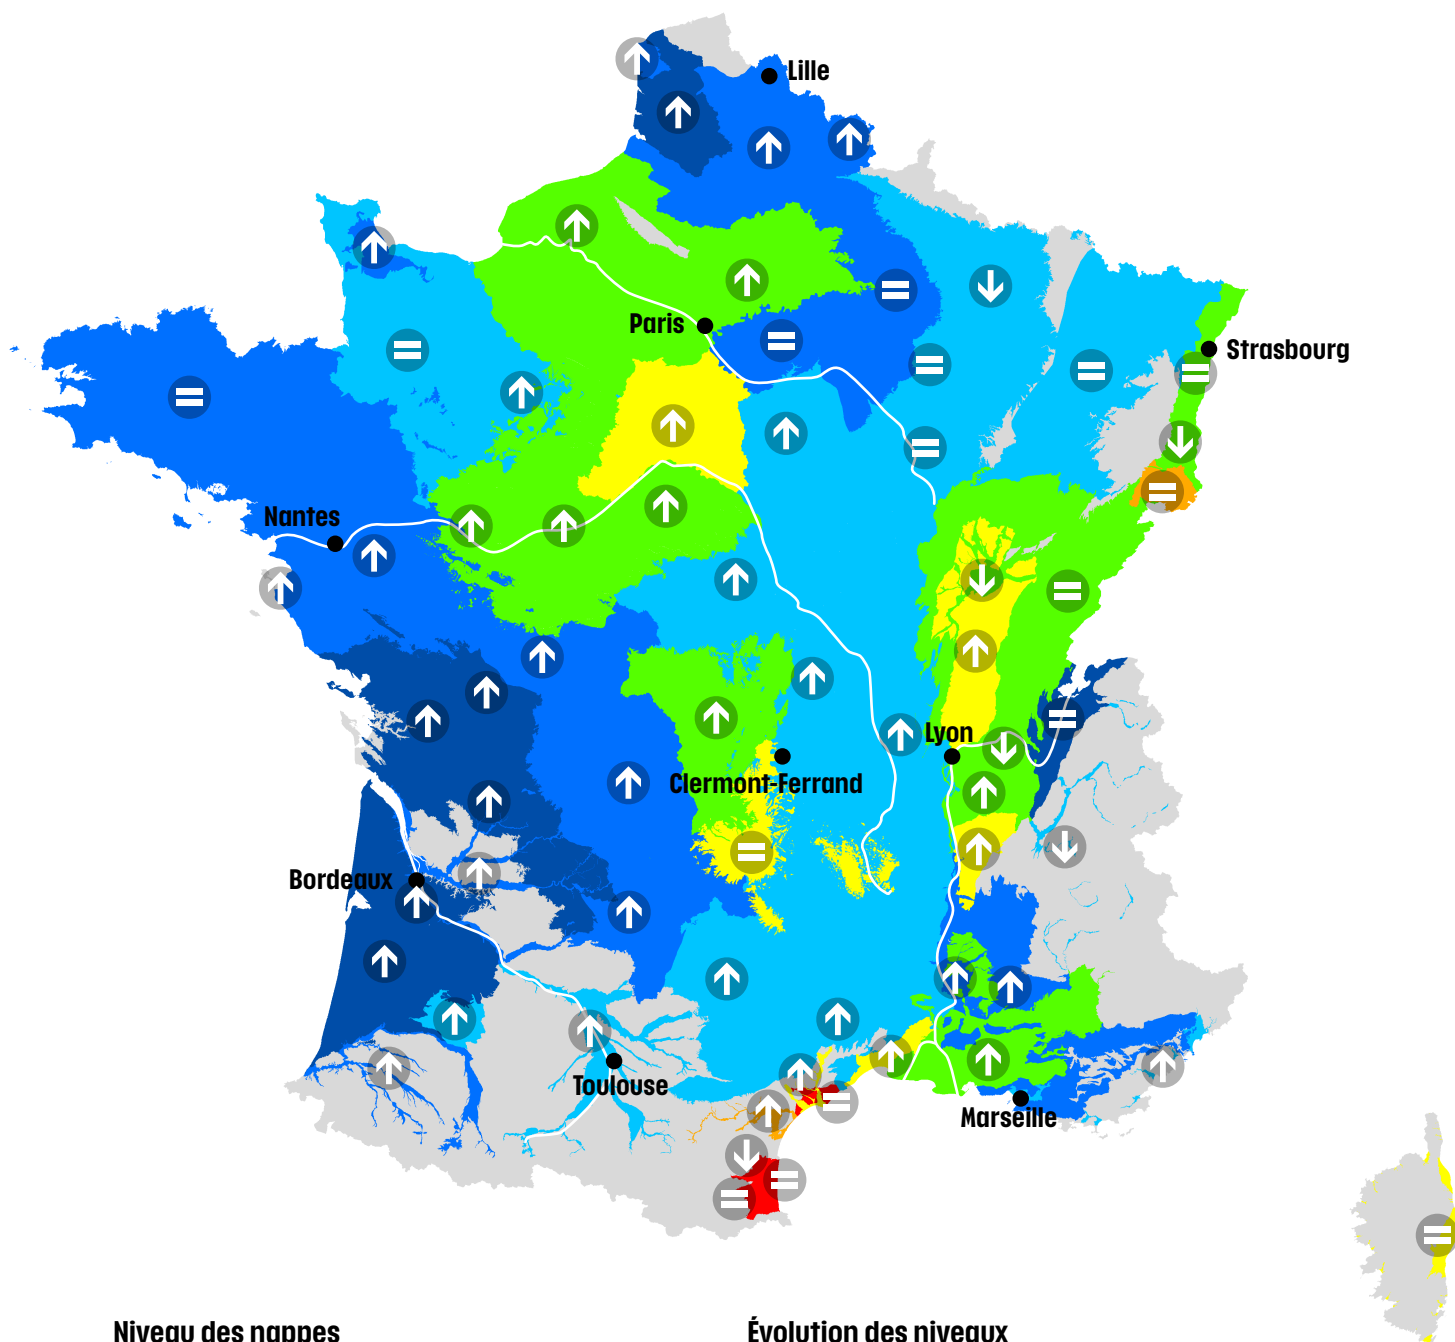 Lille
Paris
Strasbourg
Nantes
Lyon
Clermont-Ferrand
Bordeaux
Toulouse
Marseille
Niveau des nappes
Évolution des niveaux